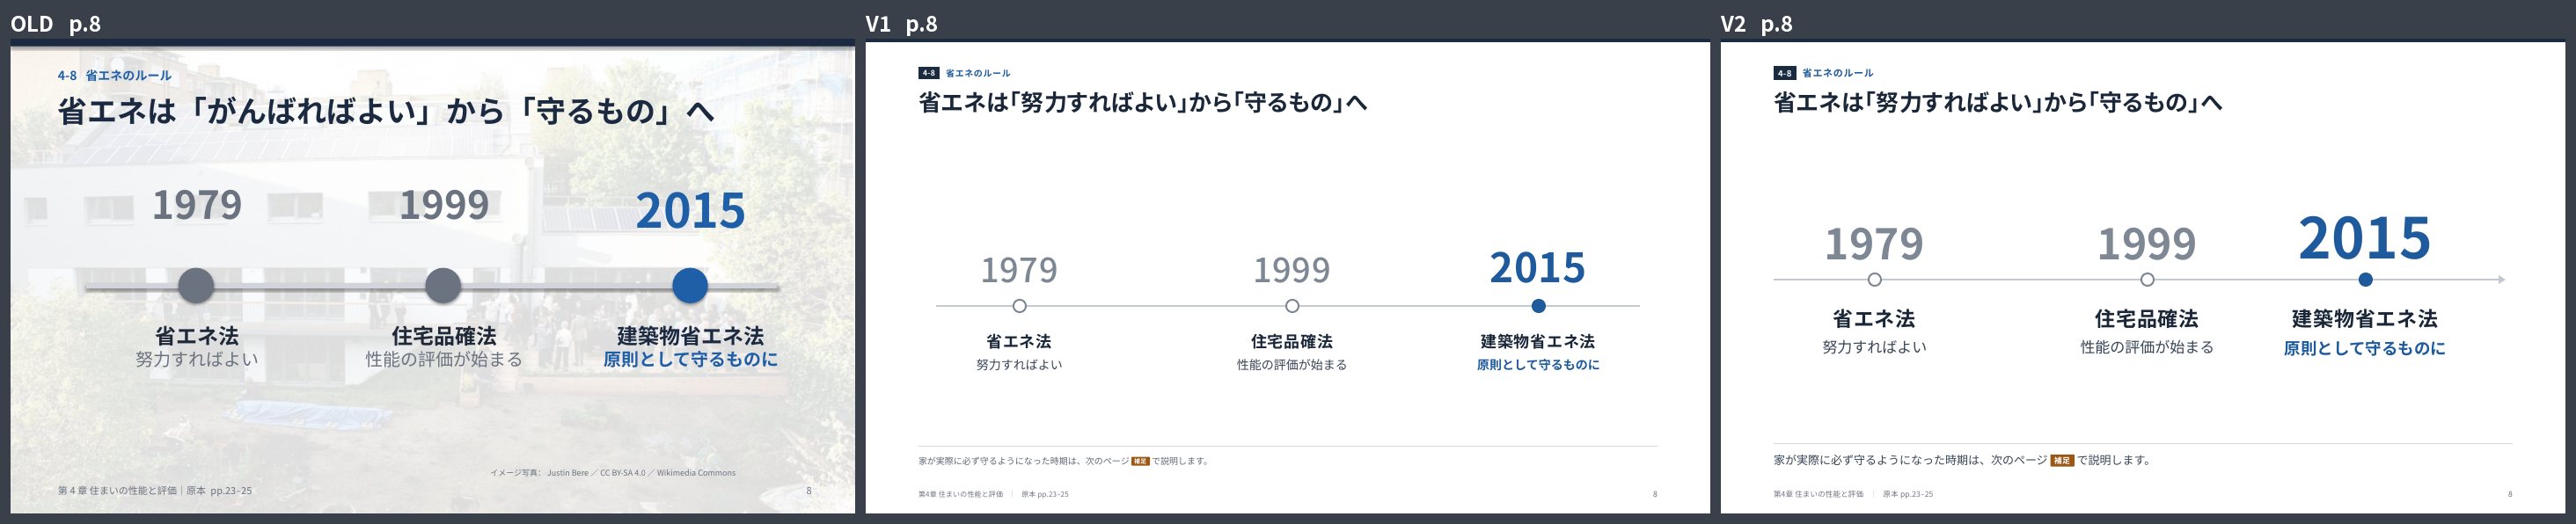 OLD p.8
4-8 省エネのルール
省エネは「がんばればよい」から「守るもの」へ
1979 1999 2015
省エネ法 住宅品確法 建築物省エネ法
努力すればよい 性能の評価が始まる 原則として守るものに
イメージ写真： Justin Bere ／ CC BY-SA 4.0 ／ Wikimedia Commons
第4章 住まいの性能と評価｜原本 pp.23-25 8
V1 p.8
4-8 省エネのルール
省エネは「努力すればよい」から「守るもの」へ
1979 1999 2015
省エネ法 住宅品確法 建築物省エネ法
努力すればよい 性能の評価が始まる 原則として守るものに
家が実際に必ず守るようになった時期は、次のページ 補足 で説明します。
第4章 住まいの性能と評価｜原本 pp.23-25 8
V2 p.8
4-8 省エネのルール
省エネは「努力すればよい」から「守るもの」へ
1979 1999 2015
省エネ法 住宅品確法 建築物省エネ法
努力すればよい 性能の評価が始まる 原則として守るものに
家が実際に必ず守るようになった時期は、次のページ 補足 で説明します。
第4章 住まいの性能と評価｜原本 pp.23-25 8